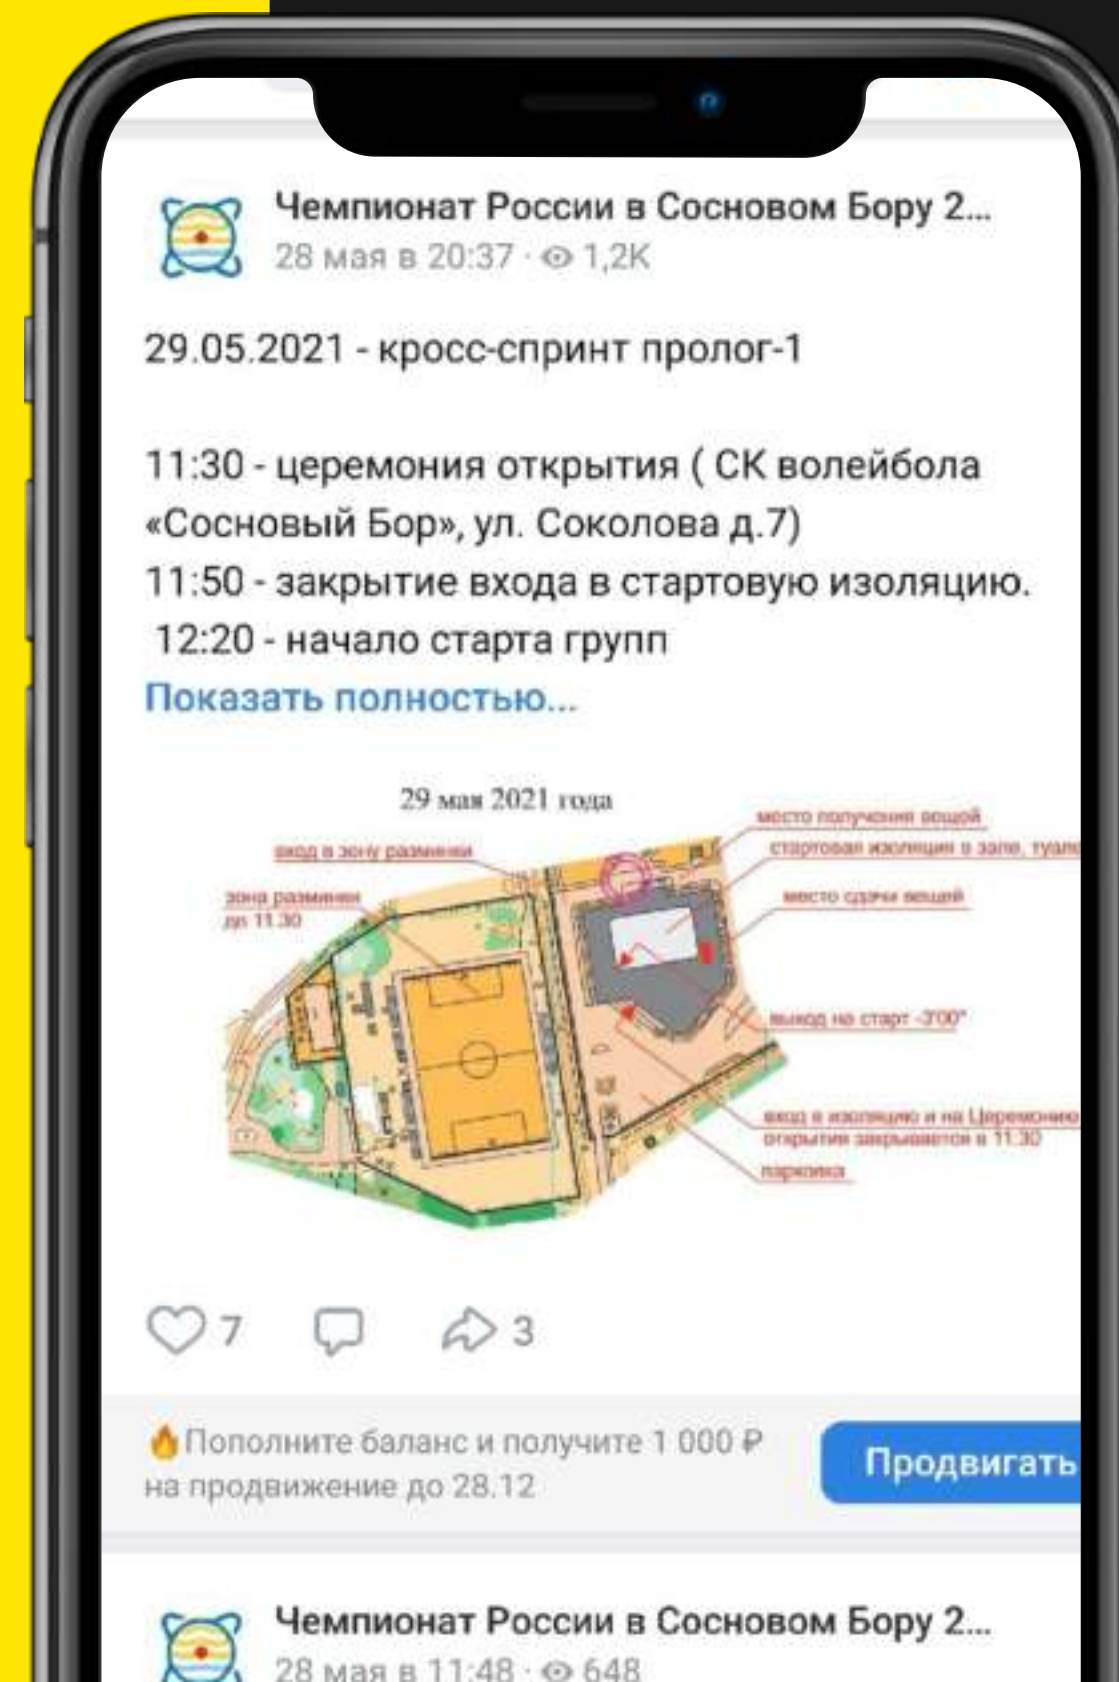 Чемпионат России в Сосновом Бору 2...
28 мая в 20:37 · 1,2K
29.05.2021 - кросс-спринт пролог-1
11:30 - церемония открытия ( СК волейбола
«Сосновый Бор», ул. Соколова д.7)
11:50 - закрытие входа в стартовую изоляцию.
12:20 - начало старта групп
Показать полностью...
29 мая 2021 года
место получения вещей
вход в зону разминки
стартовая изоляция в зале,
зона разминки
до 11.30
место сдачи вещей
выход на старт -3'00"
вход в изоляцию и на Церемонию
открытия закрывается в 11.30
парковка
7
3
Пополните баланс и получите 1 000 ₽
на продвижение до 28.12
Продвигать
Чемпионат России в Сосновом Бору 2...
28 мая в 11:48 · 648